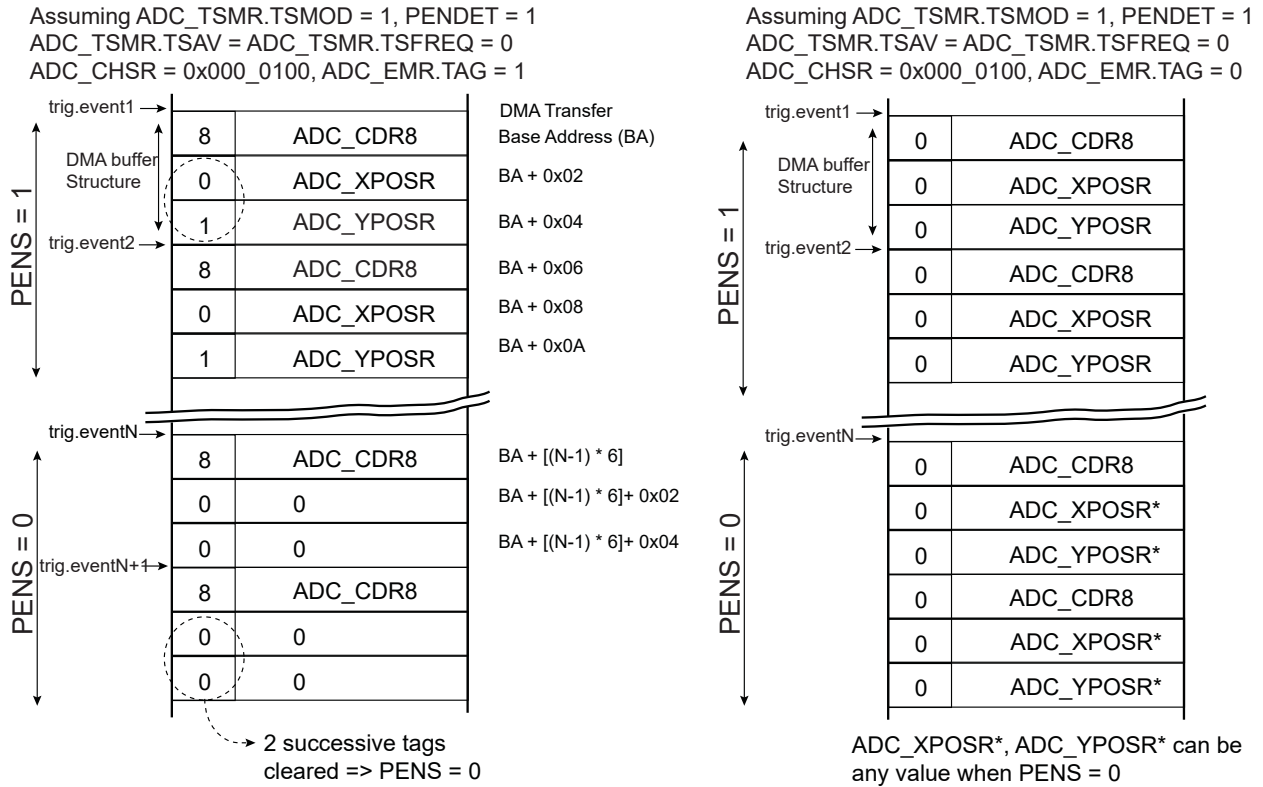 Assuming ADC_TSMR.TSMOD = 1, PENDET = 1
ADC_TSMR.TSAV = ADC_TSMR.TSFREQ = 0
ADC_CHSR = 0x000_0100, ADC_EMR.TAG = 1
trig.event1
DMA Transfer
8 ADC_CDR8 Base Address (BA)
DMA buffer
Structure
0 ADC_XPOSR BA + 0x02
1 ADC_YPOSR BA + 0x04
PENS = 1
trig.event2
8 ADC_CDR8 BA + 0x06
0 ADC_XPOSR BA + 0x08
1 ADC_YPOSR BA + 0x0A
trig.eventN
8 ADC_CDR8 BA + [(N-1) * 6]
0 0 BA + [(N-1) * 6]+ 0x02
0 0 BA + [(N-1) * 6]+ 0x04
PENS = 0
trig.eventN+1
8 ADC_CDR8
0 0
0 0
2 successive tags
cleared => PENS = 0
Assuming ADC_TSMR.TSMOD = 1, PENDET = 1
ADC_TSMR.TSAV = ADC_TSMR.TSFREQ = 0
ADC_CHSR = 0x000_0100, ADC_EMR.TAG = 0
trig.event1
0 ADC_CDR8
DMA buffer
Structure
0 ADC_XPOSR
0 ADC_YPOSR
PENS = 1
trig.event2
0 ADC_CDR8
0 ADC_XPOSR
0 ADC_YPOSR
trig.eventN
0 ADC_CDR8
0 ADC_XPOSR*
0 ADC_YPOSR*
PENS = 0
0 ADC_CDR8
0 ADC_XPOSR*
0 ADC_YPOSR*
ADC_XPOSR*, ADC_YPOSR* can be
any value when PENS = 0